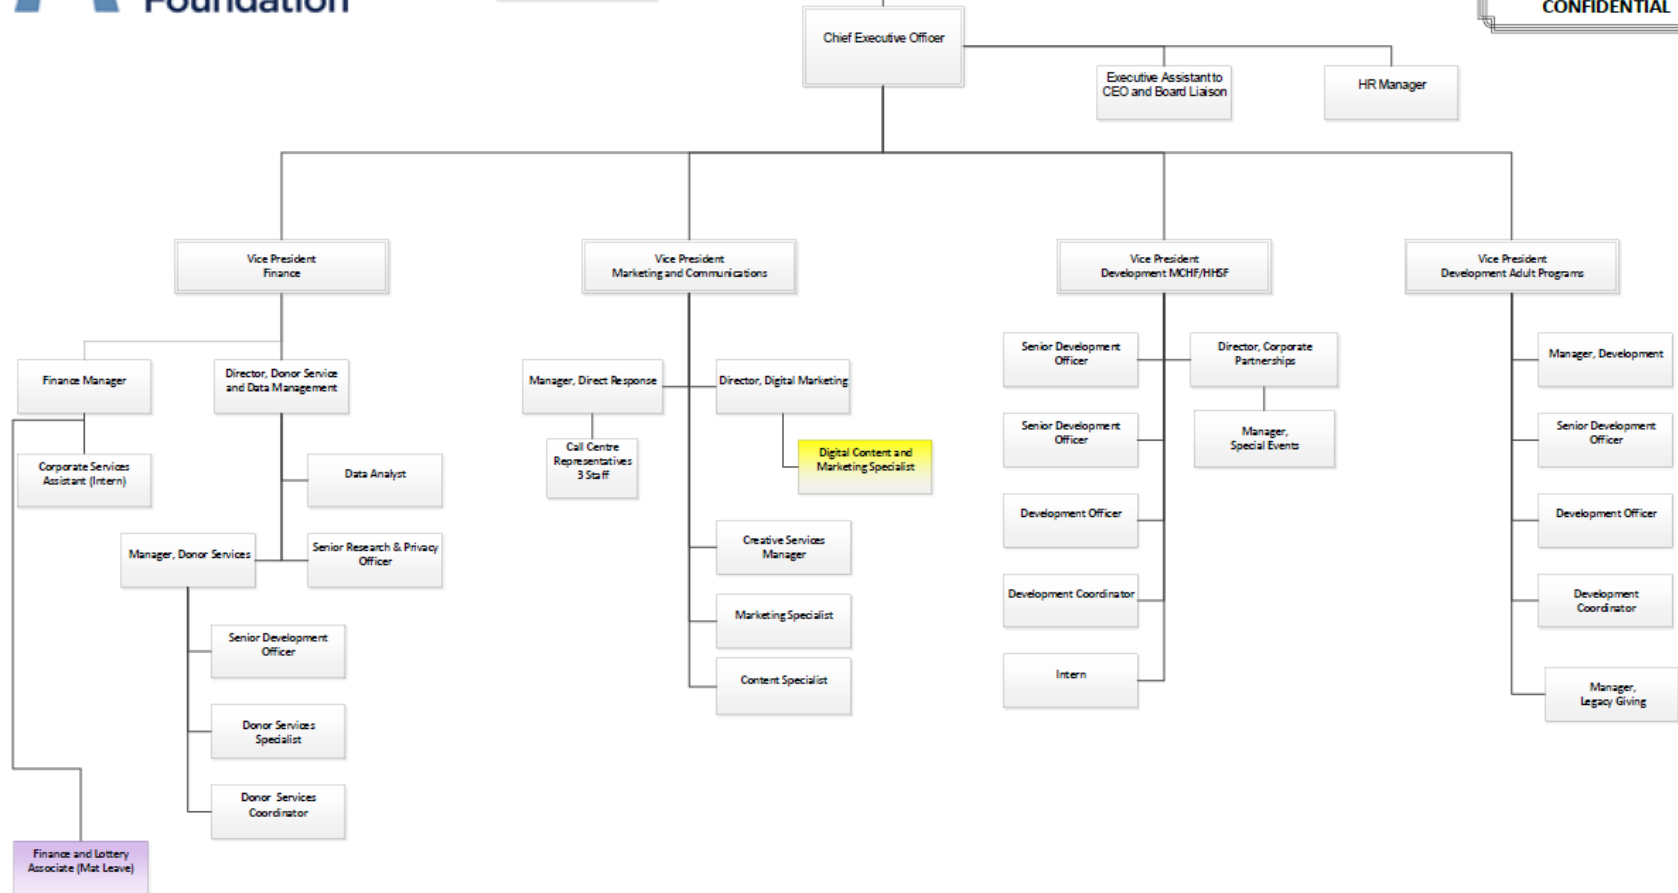 Foundation
CONFIDENTIAL
Chief Executive Officer
Executive Assistant to
CEO and Board Liaison
HR Manager
Vice President
Finance
Vice President
Marketing and Communications
Vice President
Development MCHF/HHSF
Vice President
Development Adult Programs
Finance Manager
Director, Donor Service
and Data Management
Manager, Direct Response
Director, Digital Marketing
Senior Development
Officer
Director, Corporate
Partnerships
Manager, Development
Corporate Services
Assistant (Intern)
Data Analyst
Call Centre
Representatives
3 Staff
Digital Content and
Marketing Specialist
Senior Development
Officer
Manager,
Special Events
Senior Development
Officer
Manager, Donor Services
Senior Research & Privacy
Officer
Creative Services
Manager
Development Officer
Development Officer
Senior Development
Officer
Marketing Specialist
Development Coordinator
Development
Coordinator
Donor Services
Specialist
Content Specialist
Intern
Manager,
Legacy Giving
Donor Services
Coordinator
Finance and Lottery
Associate (Mat Leave)